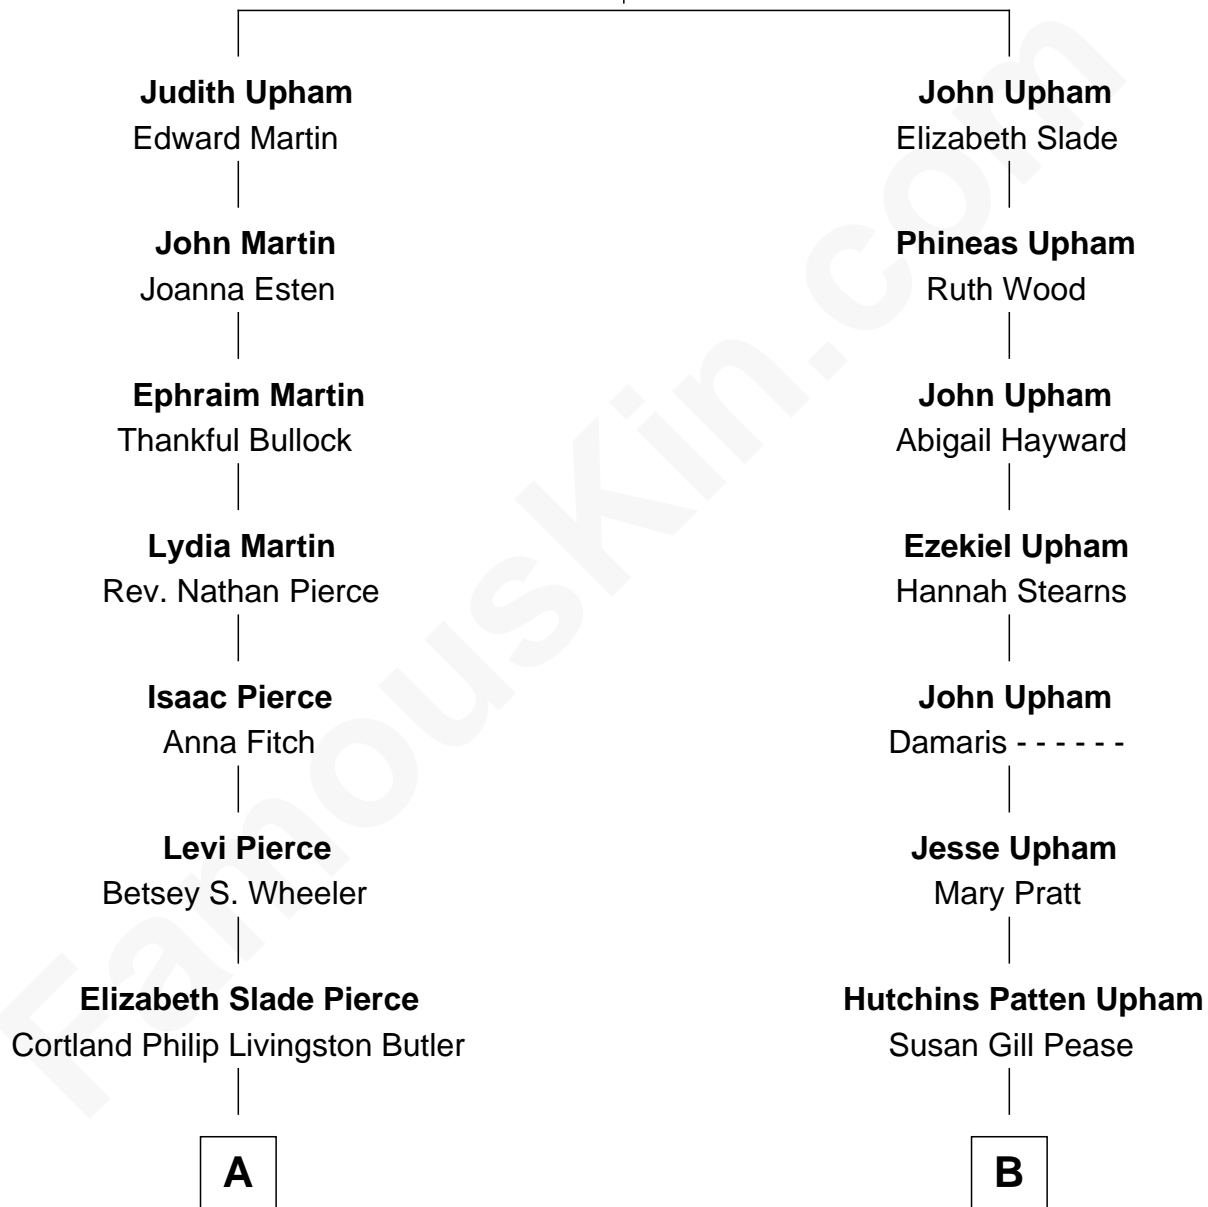 Judith Upham
Edward Martin
John Martin
Joanna Esten
Ephraim Martin
Thankful Bullock
Lydia Martin
Rev. Nathan Pierce
Isaac Pierce
Anna Fitch
Levi Pierce
Betsey S. Wheeler
Elizabeth Slade Pierce
Cortland Philip Livingston Butler
A
John Upham
Elizabeth Slade
Phineas Upham
Ruth Wood
John Upham
Abigail Hayward
Ezekiel Upham
Hannah Stearns
John Upham
Damaris - - - - - -
Jesse Upham
Mary Pratt
Hutchins Patten Upham
Susan Gill Pease
B
FamousKin.com